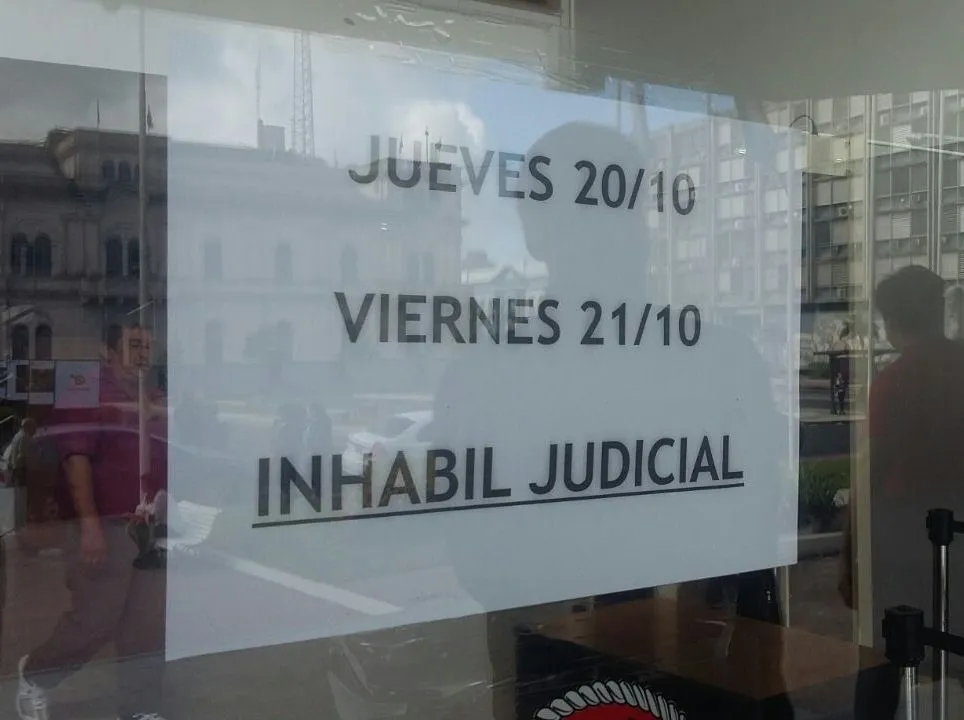 JUEVES 20/10
VIERNES 21/10
INHABIL JUDICIAL